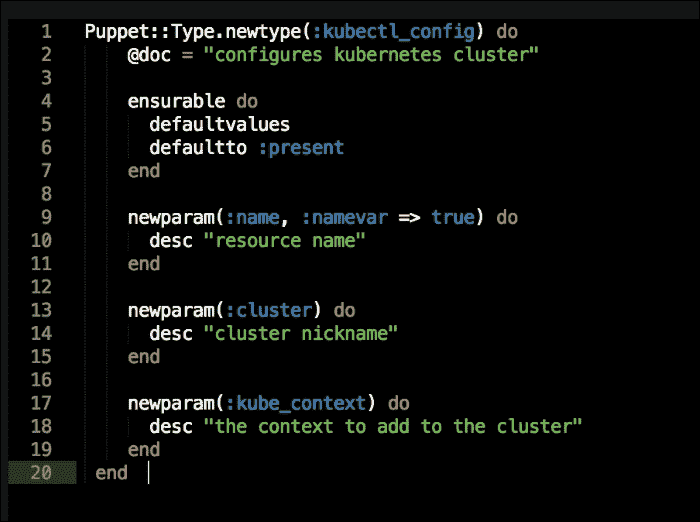 1 Puppet::Type.newtype(:kubectl_config) do
2     @doc = "configures kubernetes cluster"
3
4     ensurable do
5       defaultvalues
6       defaultto :present
7     end
8
9     newparam(:name, :namevar => true) do
10       desc "resource name"
11     end
12
13     newparam(:cluster) do
14       desc "cluster nickname"
15     end
16
17     newparam(:kube_context) do
18       desc "the context to add to the cluster"
19     end
20  end